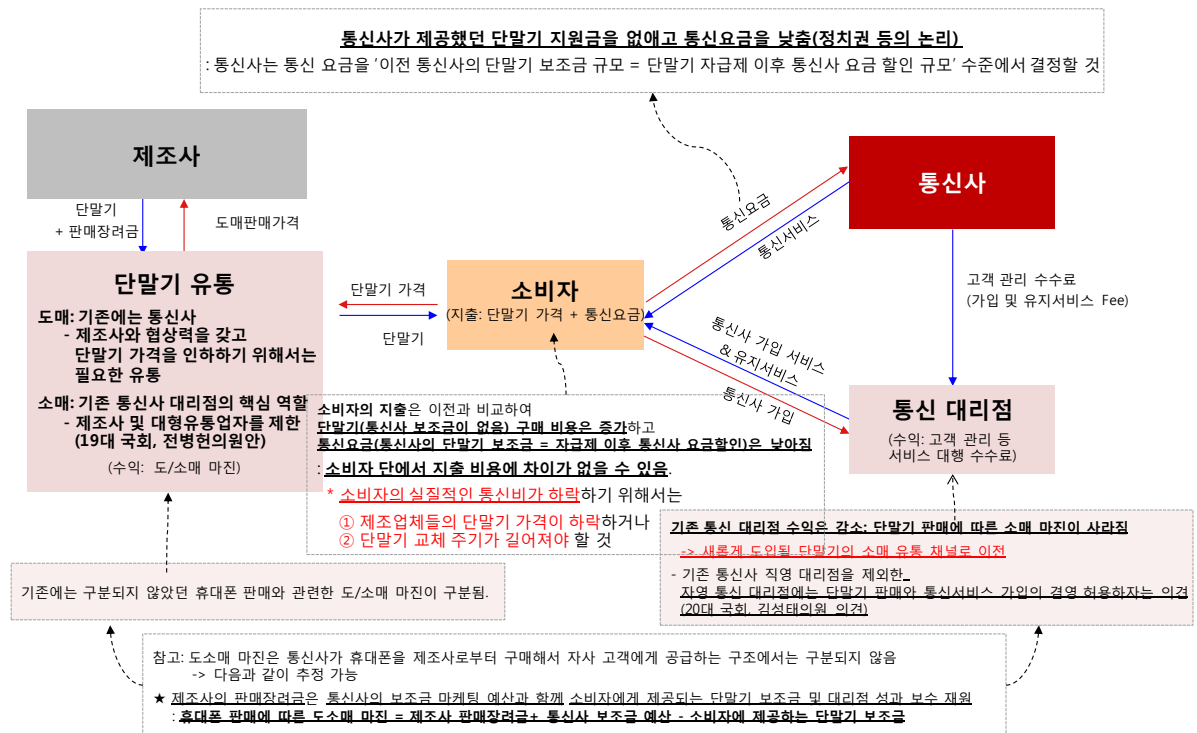 통신사가 제공했던 단말기 지원금을 없애고 통신요금을 낮춤(정치권 등의 논리)
: 통신사는 통신 요금을 '이전 통신사의 단말기 보조금 규모 = 단말기 자급제 이후 통신사 요금 할인 규모' 수준에서 결정할 것
제조사
통신사
단말기
+ 판매장려금
도매판매가격
통신요금
통신서비스
단말기 유통
도매: 기존에는 통신사
- 제조사와 협상력을 갖고
단말기 가격을 인하하기 위해서는
필요한 유통
소매: 기존 통신사 대리점의 핵심 역할
- 제조사 및 대형유통업자를 제한
(19대 국회, 전병헌의원안)
(수익: 도/소매 마진)
단말기 가격
단말기
소비자
(지출: 단말기 가격 + 통신요금)
고객 관리 수수료
(가입 및 유지서비스 Fee)
통신사 가입 서비스
& 유지서비스
통신사 가입
통신 대리점
(수익: 고객 관리 등
서비스 대행 수수료)
소비자의 지출은 이전과 비교하여
단말기(통신사 보조금이 없음) 구매 비용은 증가하고
통신요금(통신사의 단말기 보조금 = 자급제 이후 통신사 요금할인)은 낮아짐
: 소비자 단에서 지출 비용에 차이가 없을 수 있음.
* 소비자의 실질적인 통신비가 하락하기 위해서는
① 제조업체들의 단말기 가격이 하락하거나
② 단말기 교체 주기가 길어져야 할 것
기존 통신 대리점 수익은 감소: 단말기 판매에 따른 소매 마진이 사라짐
-> 새롭게 도입될 단말기의 소매 유통 채널로 이전
- 기존 통신사 직영 대리점을 제외한
자영 통신 대리점에는 단말기 판매와 통신서비스 가입의 겸영 허용하자는 의견
(20대 국회, 김성태의원 의견)
기존에는 구분되지 않았던 휴대폰 판매와 관련한 도/소매 마진이 구분됨.
참고: 도소매 마진은 통신사가 휴대폰을 제조사로부터 구매해서 자사 고객에게 공급하는 구조에서는 구분되지 않음
-> 다음과 같이 추정 가능
★ 제조사의 판매장려금은 통신사의 보조금 마케팅 예산과 함께 소비자에게 제공되는 단말기 보조금 및 대리점 성과 보수 재원
: 휴대폰 판매에 따른 도소매 마진 = 제조사 판매장려금+ 통신사 보조금 예산 - 소비자에 제공하는 단말기 보조금